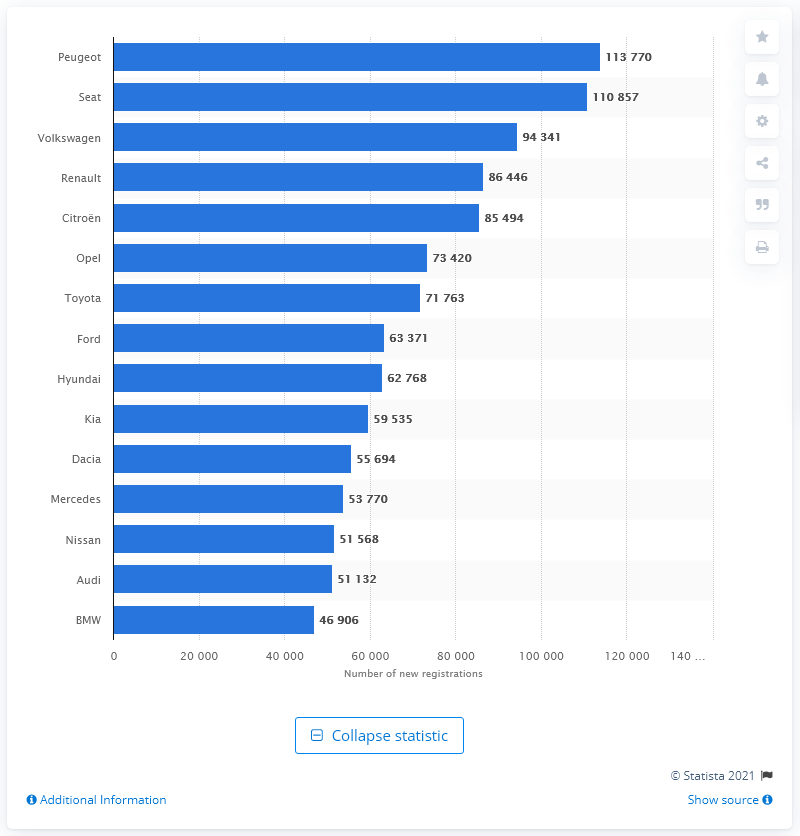 Peugeot 113 770
Seat 110 857
Volkswagen 94 341
Renault 86 446
Citroën 85 494
Opel 73 420
Toyota 71 763
Ford 63 371
Hyundai 62 768
Kia 59 535
Dacia 55 694
Mercedes 53 770
Nissan 51 568
Audi 51 132
BMW 46 906
0 20 000 40 000 60 000 80 000 100 000 120 000 140 ...
Number of new registrations
Collapse statistic
© Statista 2021
Additional Information Show source